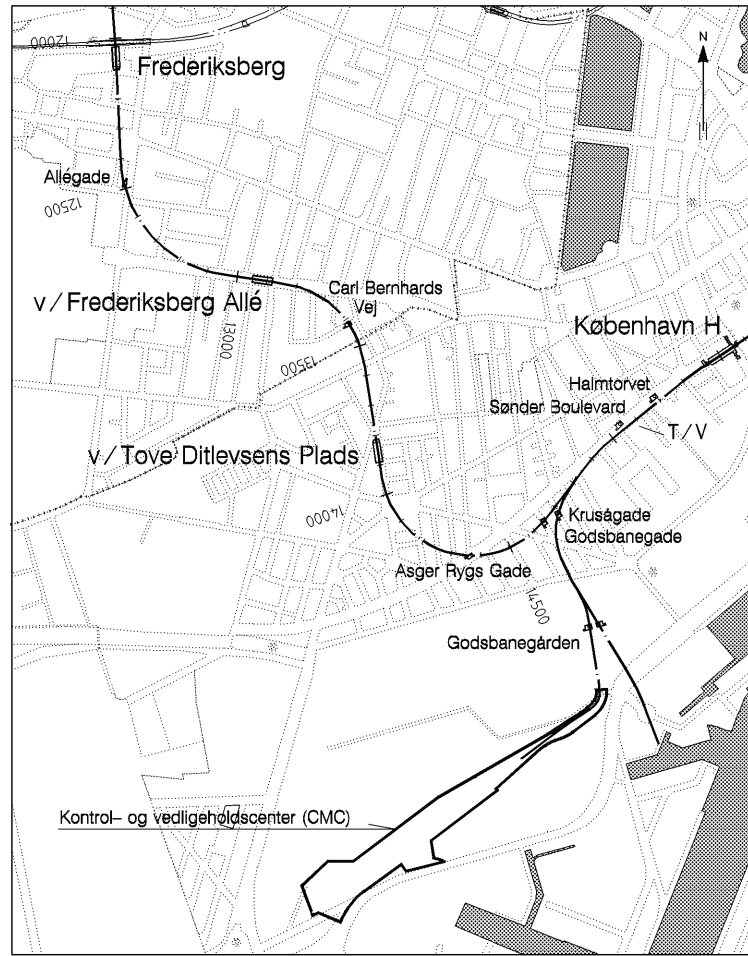 12000
N
Frederiksberg
Allégade
12500
v/Frederiksberg Allé
Carl Bernhards
Vej
13000
København H
13500
Halmtorvet
Sønder Boulevard
T/V
v/Tove Ditlevsens Plads
14000
Krusågade
Godsbanegade
Asger Rygs Gade
14500
Godsbanegården
Kontrol– og vedligeholdscenter (CMC)